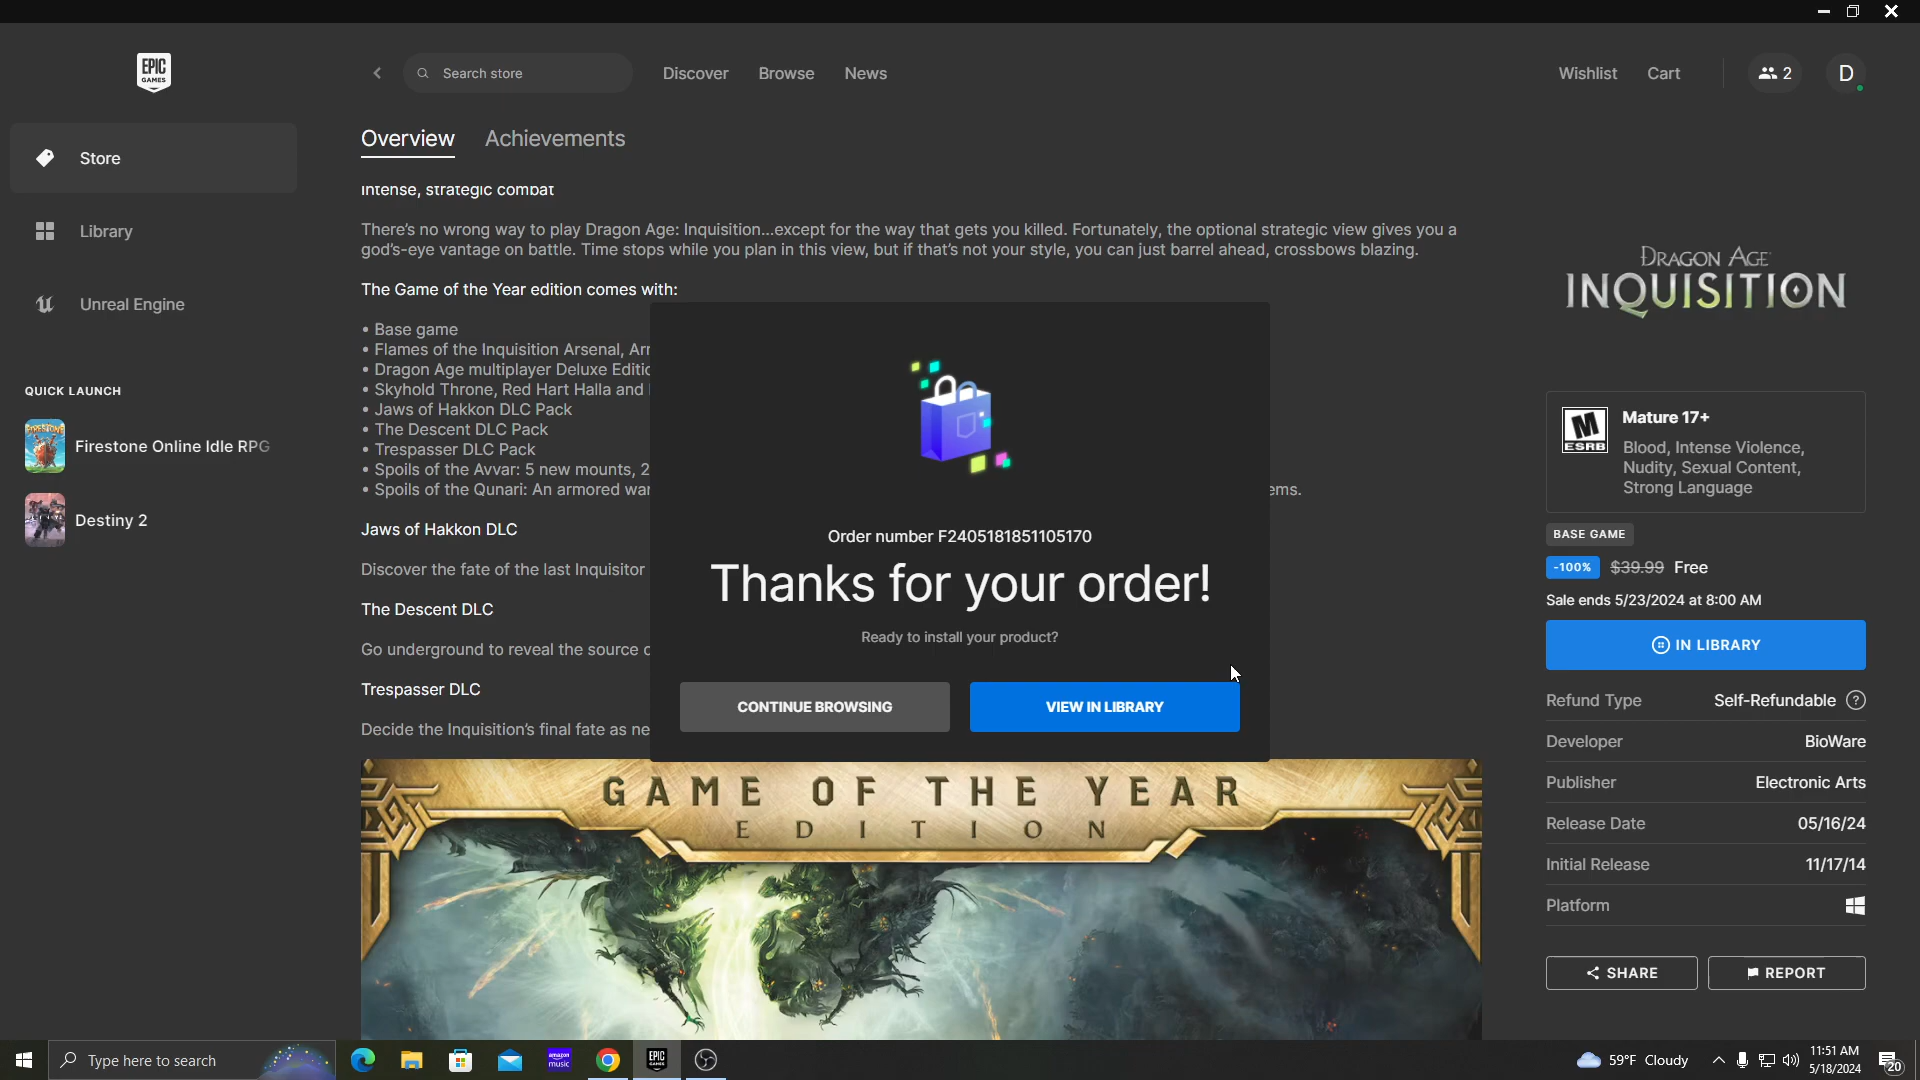 EPIC
GAMES
Search store
Discover
Browse
News
Wishlist
Cart
2
D
Store
Library
Unreal Engine
QUICK LAUNCH
Firestone Online Idle RPG
Destiny 2
Overview
Achievements
Intense, strategic combat
There's no wrong way to play Dragon Age: Inquisition...except for the way that gets you killed. Fortunately, the optional strategic view gives you a
god's-eye vantage on battle. Time stops while you plan in this view, but if that's not your style, you can just barrel ahead, crossbows blazing.
The Game of the Year edition comes with:
• Base game
• Flames of the Inquisition Arsenal,
• Dragon Age multiplayer Deluxe
• Skyhold Throne, Red Hart Halla and
• Jaws of Hakkon DLC Pack
• The Descent DLC Pack
• Trespasser DLC Pack
• Spoils of the Avvar: 5 new mounts, 2
• Spoils of the Qunari: An armored
Jaws of Hakkon DLC
Discover the fate of the last Inquisitor
The Descent DLC
Go underground to reveal the source
Trespasser DLC
Decide the Inquisition's final fate as
Order number F2405181851105170
Thanks for your order!
Ready to install your product?
CONTINUE BROWSING
VIEW IN LIBRARY
GAME OF THE YEAR
EDITION
DRAGON AGE
INQUISITION
M
ESRB
Mature 17+
Blood, Intense Violence,
Nudity, Sexual Content,
Strong Language
BASE GAME
-100% $39.99 Free
Sale ends 5/23/2024 at 8:00 AM
IN LIBRARY
Refund Type Self-Refundable ?
Developer BioWare
Publisher Electronic Arts
Release Date 05/16/24
Initial Release 11/17/14
Platform
SHARE
REPORT
Type here to search
amazon
music
EPIC
GAMES
59°F Cloudy
11:51 AM
5/18/2024
20